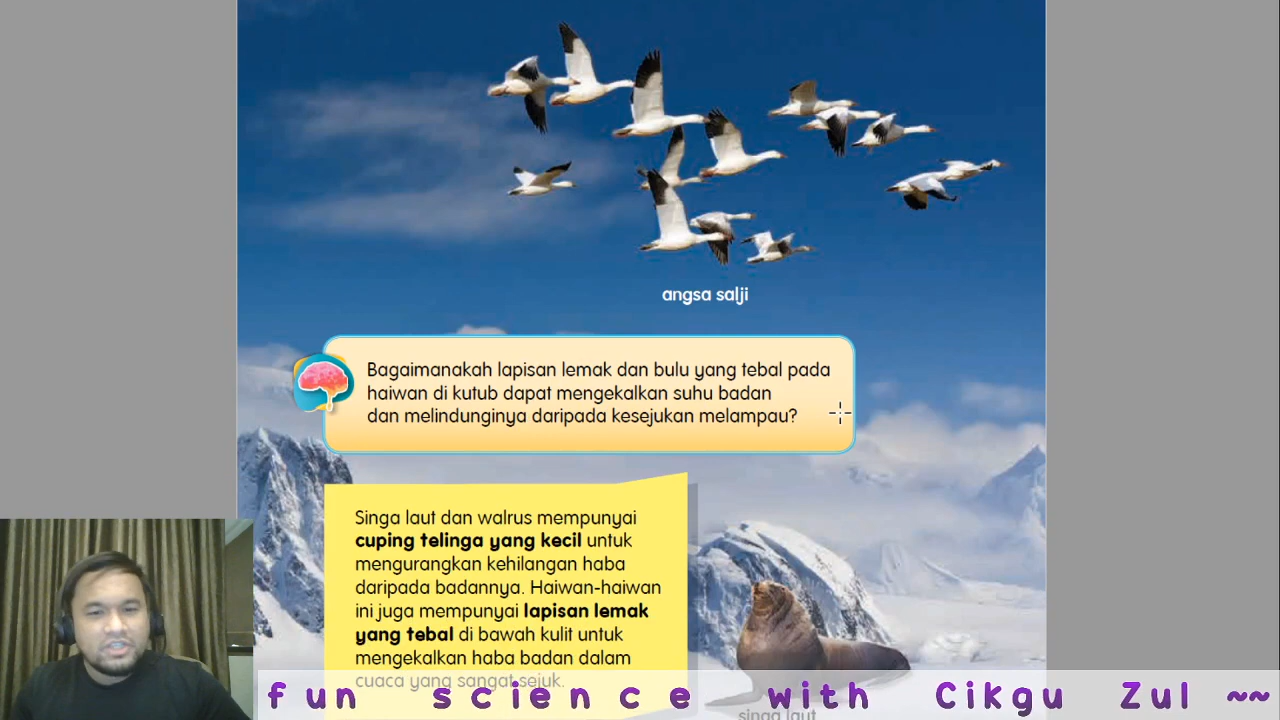 angsa salji
Bagaimanakah lapisan lemak dan bulu yang tebal pada
haiwan di kutub dapat mengekalkan suhu badan
dan melindunginya daripada kesejukan melampau?
Singa laut dan walrus mempunyai
cuping telinga yang kecil untuk
mengurangkan kehilangan haba
daripada badannya. Haiwan-haiwan
ini juga mempunyai lapisan lemak
yang tebal di bawah kulit untuk
mengekalkan haba badan dalam
cuaca yang sangat sejuk.
singa laut
fun science with Cikgu Zul ~~